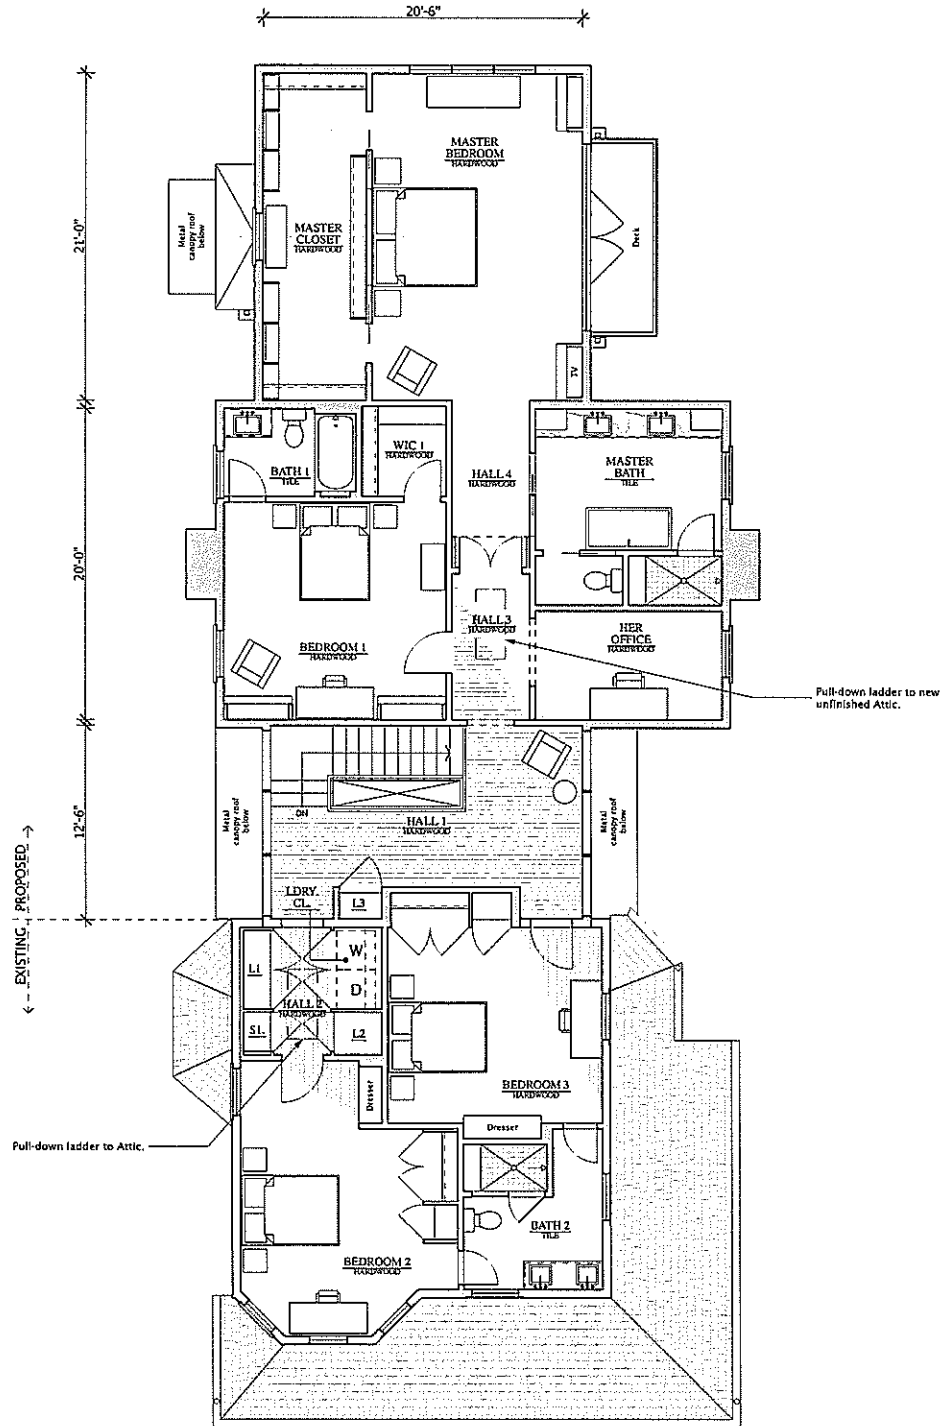 20'-6"
21'-0"
20'-0"
12'-6"
MASTER
BEDROOM
HARDWOOD
MASTER
CLOSET
HARDWOOD
Metal
canopy roof
below
Deck
TV
WIC 1
HARDWOOD
BATH 1
TILE
HALL 4
HARDWOOD
MASTER
BATH
TILE
HALL 3
HARDWOOD
HER
OFFICE
HARDWOOD
BEDROOM 1
HARDWOOD
Pull-down ladder to new
unfinished Attic.
DN
HALL 1
HARDWOOD
Metal
canopy roof
below
Metal
canopy roof
below
EXISTING
PROPOSED
LDRY.
CL.
L3
L1
W
D
HALL 2
HARDWOOD
S1.
L2
Dresser
BEDROOM 3
HARDWOOD
Dresser
Pull-down ladder to Attic.
BATH 2
TILE
BEDROOM 2
HARDWOOD